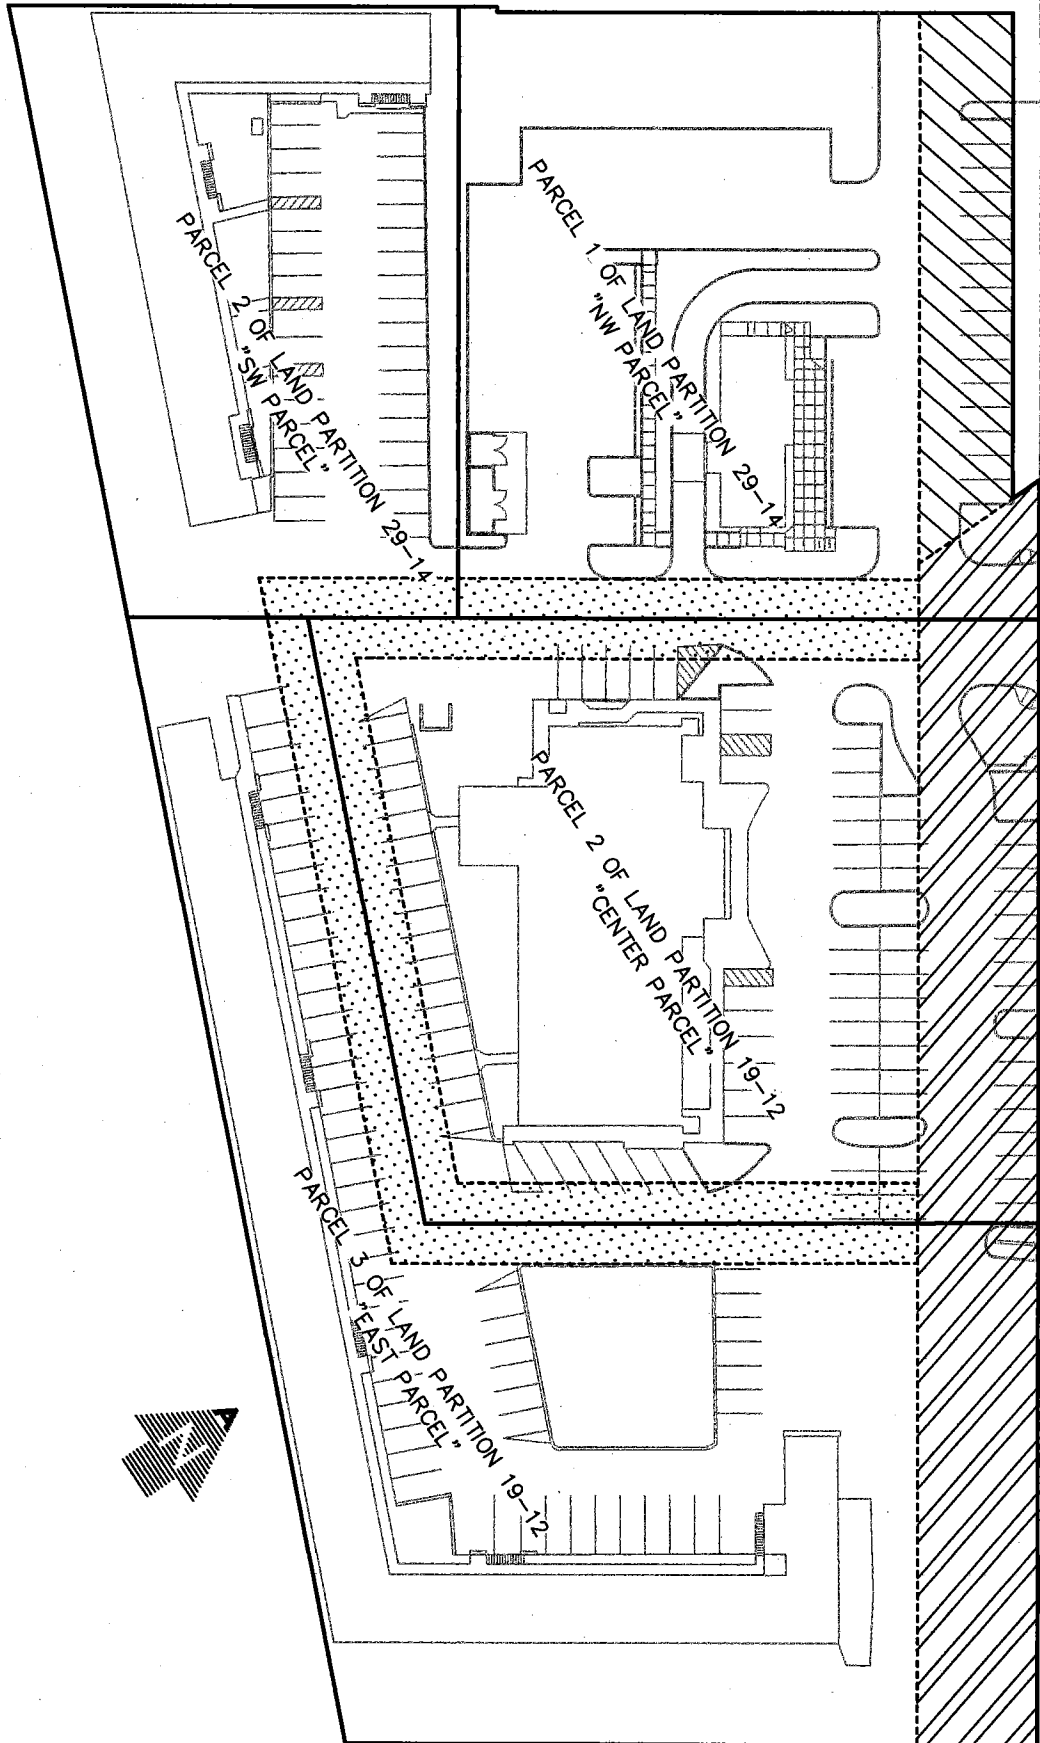 PARCEL 1 OF LAND PARTITION 29-14
"NW PARCEL"
PARCEL 2 OF LAND PARTITION 29-14
"SW PARCEL"
PARCEL 2 OF LAND PARTITION 19-12
"CENTER PARCEL"
PARCEL 3 OF LAND PARTITION 19-12
"EAST PARCEL"
N